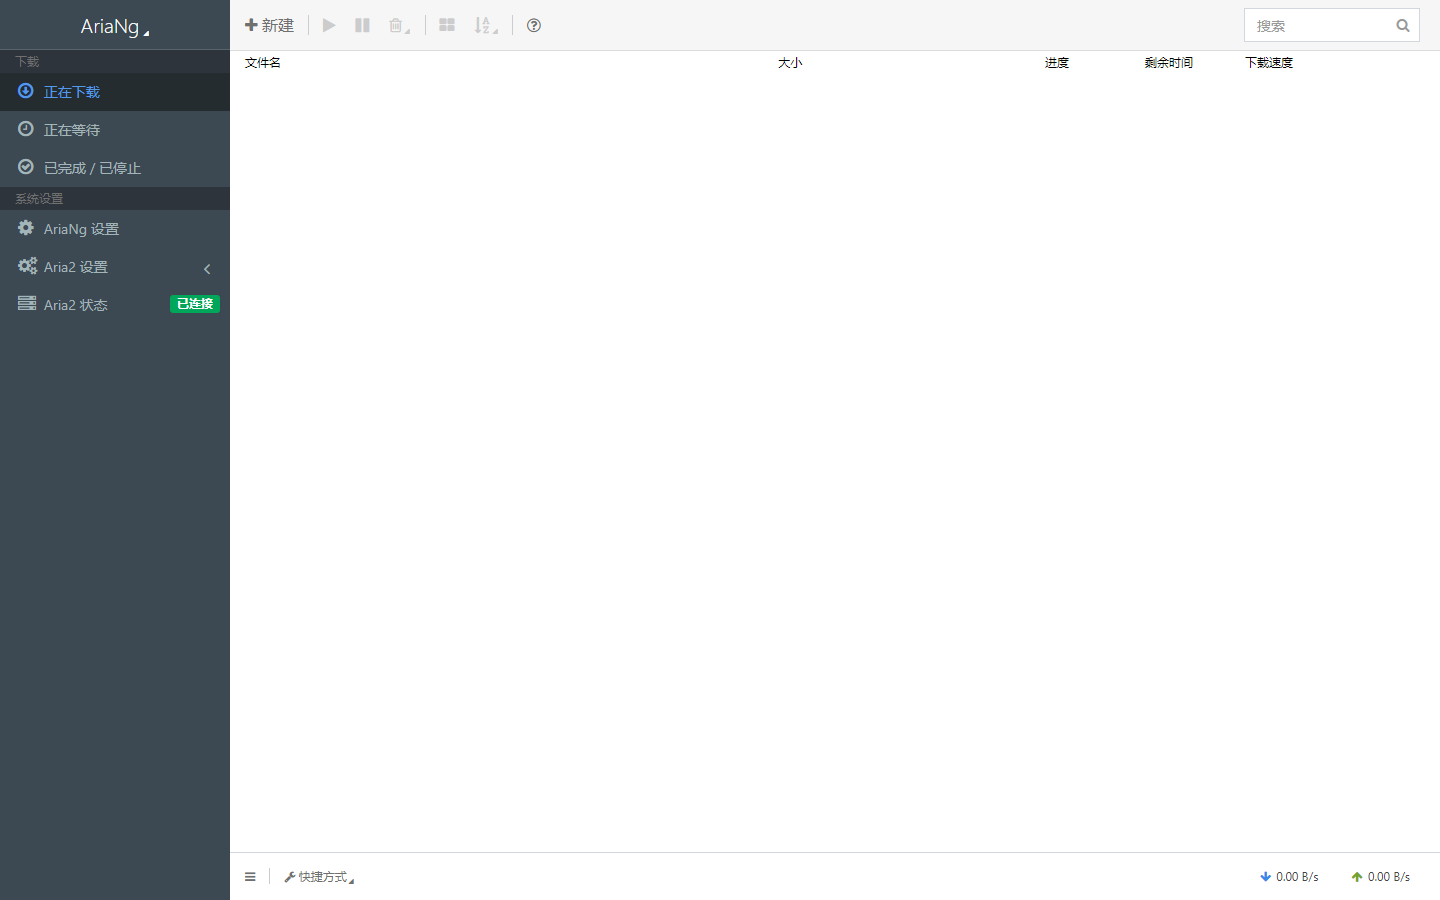 AriaNg
下载
正在下载
正在等待
已完成 / 已停止
系统设置
AriaNg 设置
Aria2 设置
Aria2 状态 已连接
新建
搜索
文件名 大小 进度 剩余时间 下载速度
快捷方式 0.00 B/s 0.00 B/s